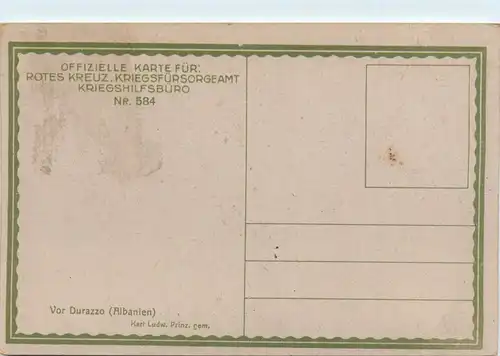 OFFIZIELLE KARTE FÜR:
ROTES KREUZ, KRIEGSFÜRSORGEAMT
KRIEGSHILFSBÜRO
NR. 584
Vor Durazzo (Albanien)
Karl Ludw. Prinz. gem.